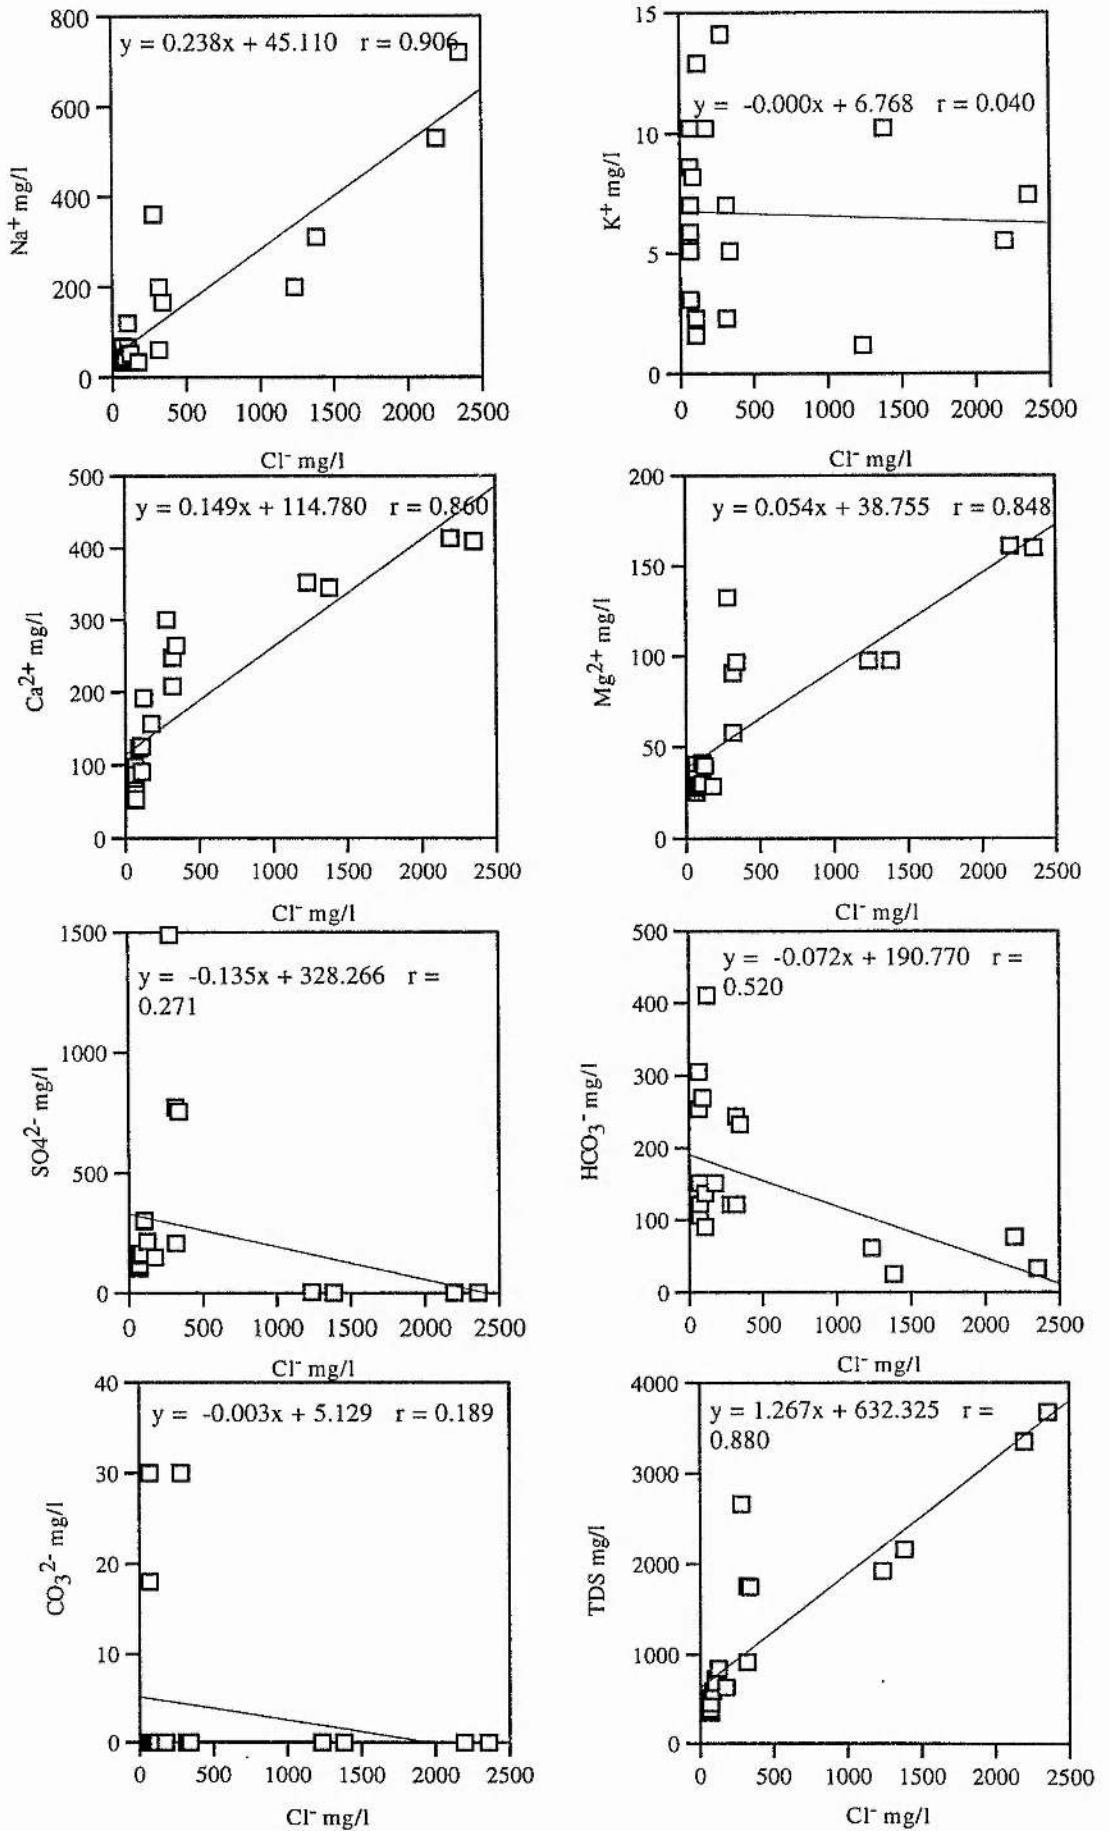 800
y = 0.238x + 45.110 r = 0.906
600
400
200
0
Na+ mg/l
0 500 1000 1500 2000 2500
Cl- mg/l
15
y = -0.000x + 6.768 r = 0.040
10
5
0
K+ mg/l
0 500 1000 1500 2000 2500
Cl- mg/l
500
y = 0.149x + 114.780 r = 0.860
400
300
200
100
0
Ca2+ mg/l
0 500 1000 1500 2000 2500
Cl- mg/l
200
y = 0.054x + 38.755 r = 0.848
150
100
50
0
Mg2+ mg/l
0 500 1000 1500 2000 2500
Cl- mg/l
1500
y = -0.135x + 328.266 r =
0.271
1000
500
0
SO42- mg/l
0 500 1000 1500 2000 2500
Cl- mg/l
500
y = -0.072x + 190.770 r =
0.520
400
300
200
100
0
HCO3- mg/l
0 500 1000 1500 2000 2500
Cl- mg/l
40
y = -0.003x + 5.129 r = 0.189
30
20
10
0
CO32- mg/l
0 500 1000 1500 2000 2500
Cl- mg/l
4000
y = 1.267x + 632.325 r =
0.880
3000
2000
1000
0
TDS mg/l
0 500 1000 1500 2000 2500
Cl- mg/l